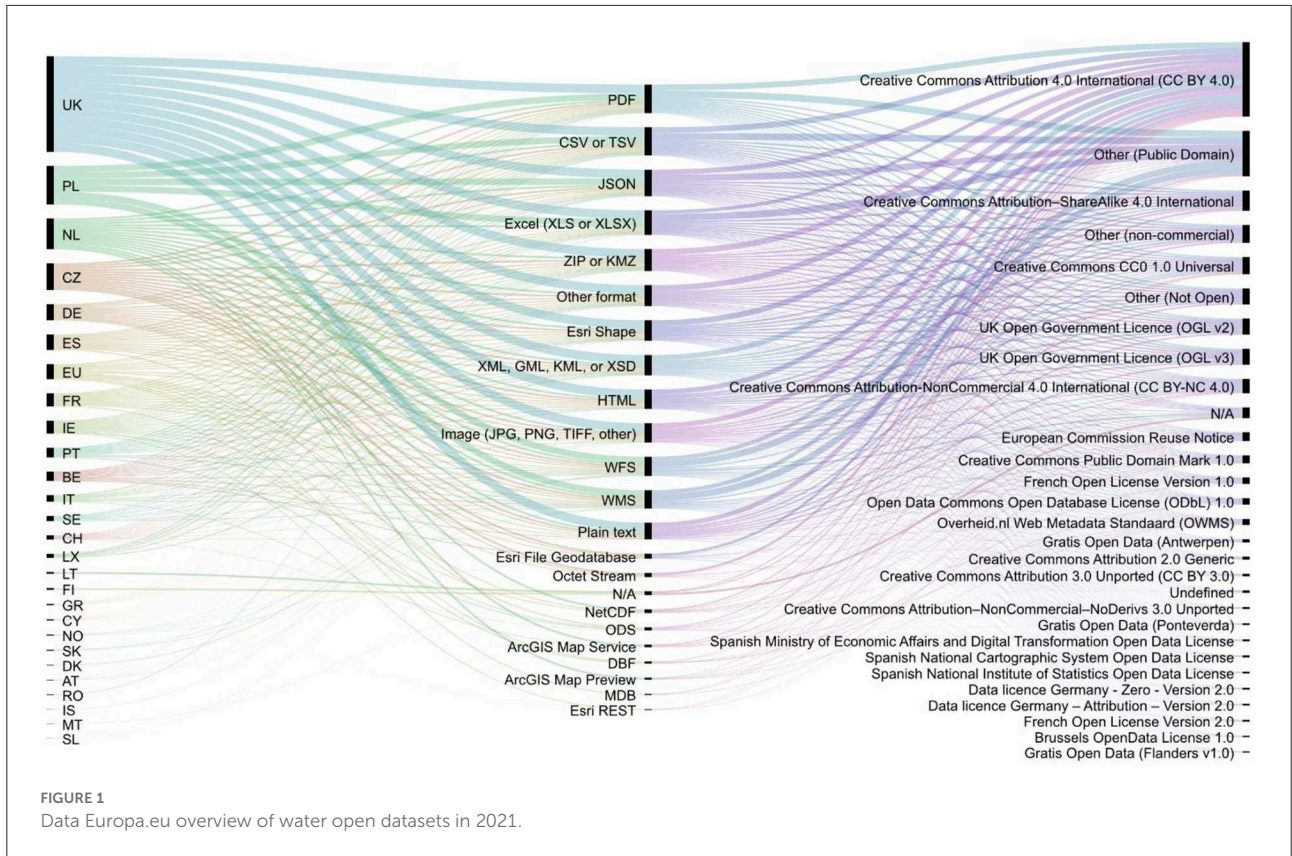 UK
PL
NL
CZ
DE
ES
EU
FR
IE
PT
BE
IT
SE
CH
LX
LT
FI
GR
CY
NO
SK
DK
AT
RO
IS
MT
SL
PDF
CSV or TSV
JSON
Excel (XLS or XLSX)
ZIP or KMZ
Other format
Esri Shape
XML, GML, KML, or XSD
HTML
Image (JPG, PNG, TIFF, other)
WFS
WMS
Plain text
Esri File Geodatabase
Octet Stream
N/A
NetCDF
ODS
ArcGIS Map Service
DBF
ArcGIS Map Preview
MDB
Esri REST
Creative Commons Attribution 4.0 International (CC BY 4.0)
Other (Public Domain)
Creative Commons Attribution–ShareAlike 4.0 International
Other (non-commercial)
Creative Commons CC0 1.0 Universal
Other (Not Open)
UK Open Government Licence (OGL v2)
UK Open Government Licence (OGL v3)
Creative Commons Attribution-NonCommercial 4.0 International (CC BY-NC 4.0)
N/A
European Commission Reuse Notice
Creative Commons Public Domain Mark 1.0
French Open License Version 1.0
Open Data Commons Open Database License (ODbL) 1.0
Overheid.nl Web Metadata Standaard (OWMS)
Gratis Open Data (Antwerpen)
Creative Commons Attribution 2.0 Generic
Creative Commons Attribution 3.0 Unported (CC BY 3.0)
Undefined
Creative Commons Attribution–NonCommercial–NoDerivs 3.0 Unported
Gratis Open Data (Ponteverda)
Spanish Ministry of Economic Affairs and Digital Transformation Open Data License
Spanish National Cartographic System Open Data License
Spanish National Institute of Statistics Open Data License
Data licence Germany - Zero - Version 2.0
Data licence Germany – Attribution – Version 2.0
French Open License Version 2.0
Brussels OpenData License 1.0
Gratis Open Data (Flanders v1.0)
FIGURE 1
Data Europa.eu overview of water open datasets in 2021.